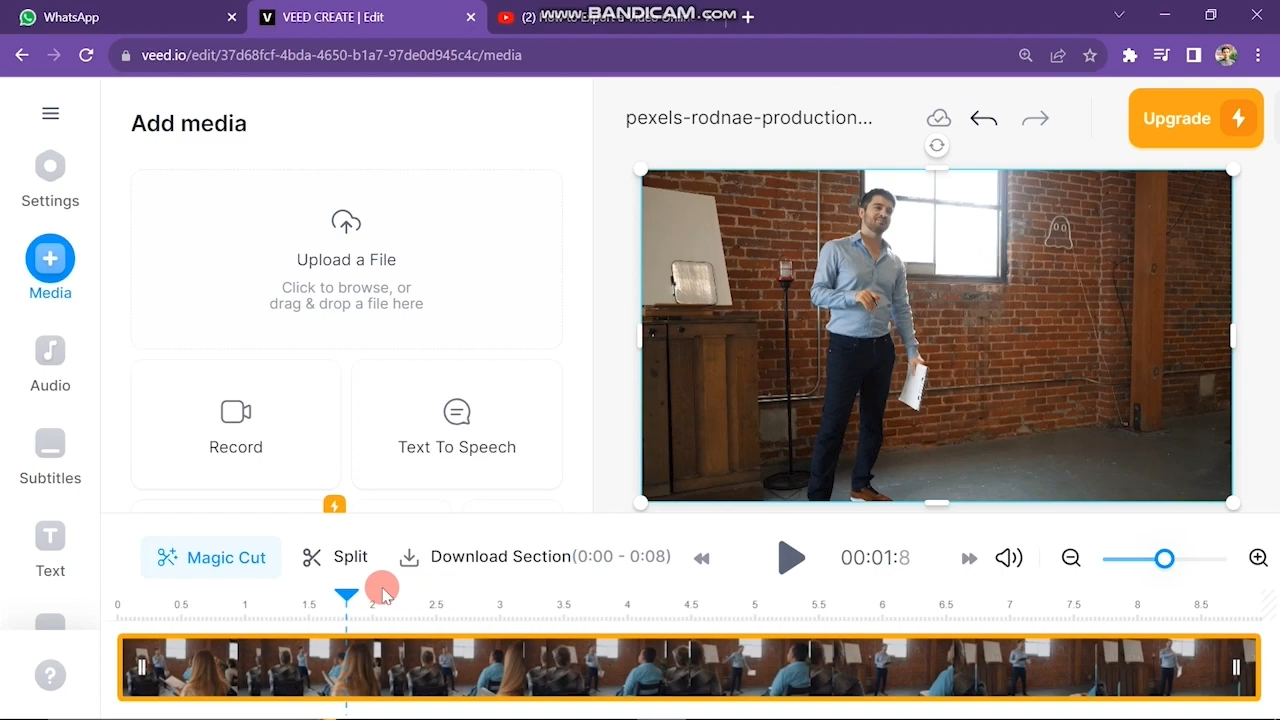 WhatsApp
VEED CREATE | Edit
www.BANDICAM.com
veed.io/edit/37d68fcf-4bda-4650-b1a7-97de0d945c4c/media
Add media
pexels-rodnae-production...
Upgrade
Settings
Media
Audio
Subtitles
Text
Upload a File
Click to browse, or
drag & drop a file here
Record
Text To Speech
Magic Cut
Split
Download Section(0:00 - 0:08)
00:01:8
0 0.5 1 1.5 2 2.5 3 3.5 4 4.5 5 5.5 6 6.5 7 7.5 8 8.5